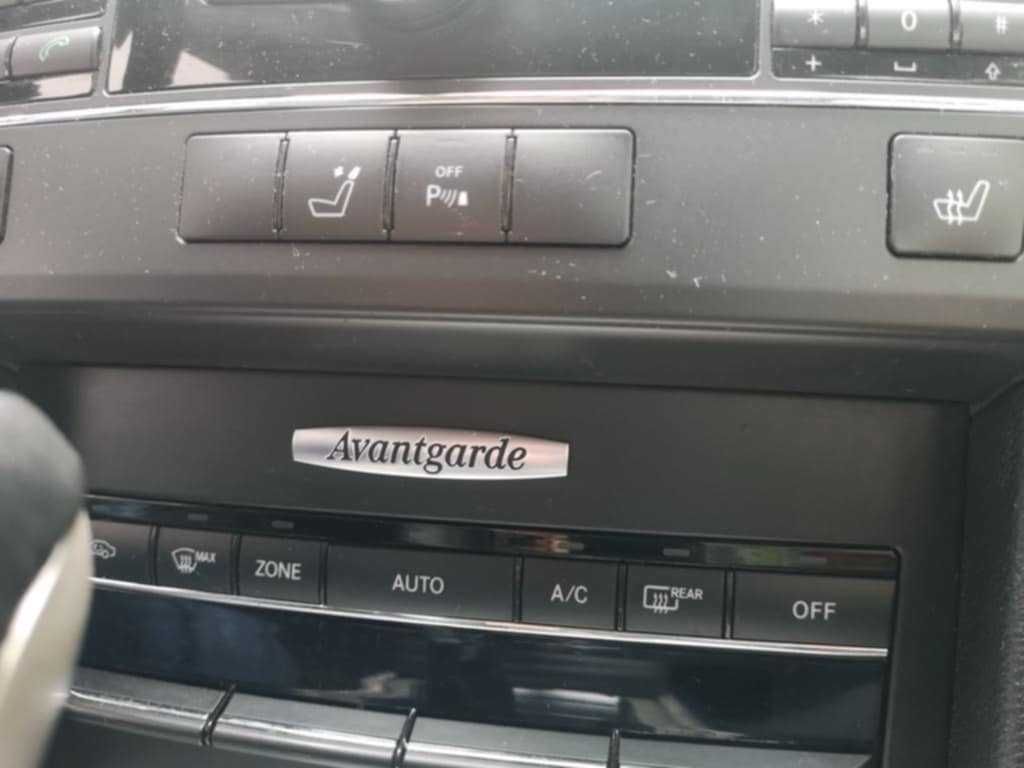 * 0 #
+
OFF
P
Avantgarde
MAX
ZONE
AUTO
A/C
REAR
OFF